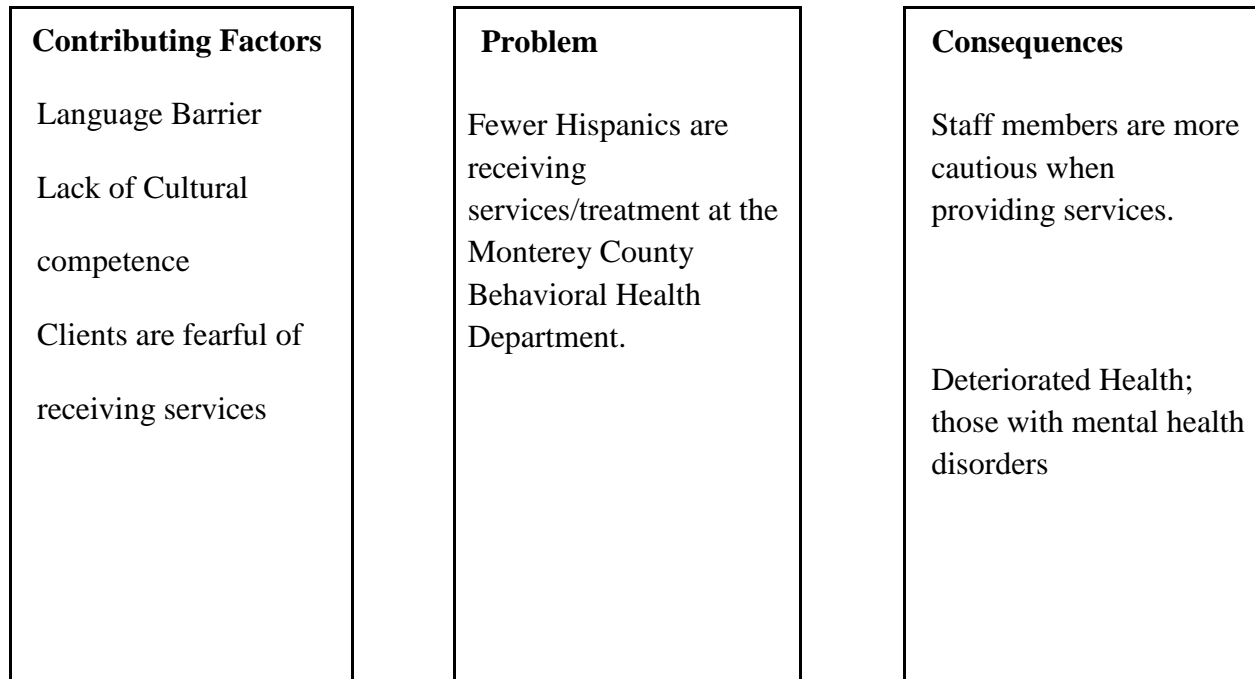 Contributing Factors
Language Barrier
Lack of Cultural
competence
Clients are fearful of
receiving services
Problem
Fewer Hispanics are
receiving
services/treatment at the
Monterey County
Behavioral Health
Department.
Consequences
Staff members are more
cautious when
providing services.
Deteriorated Health;
those with mental health
disorders